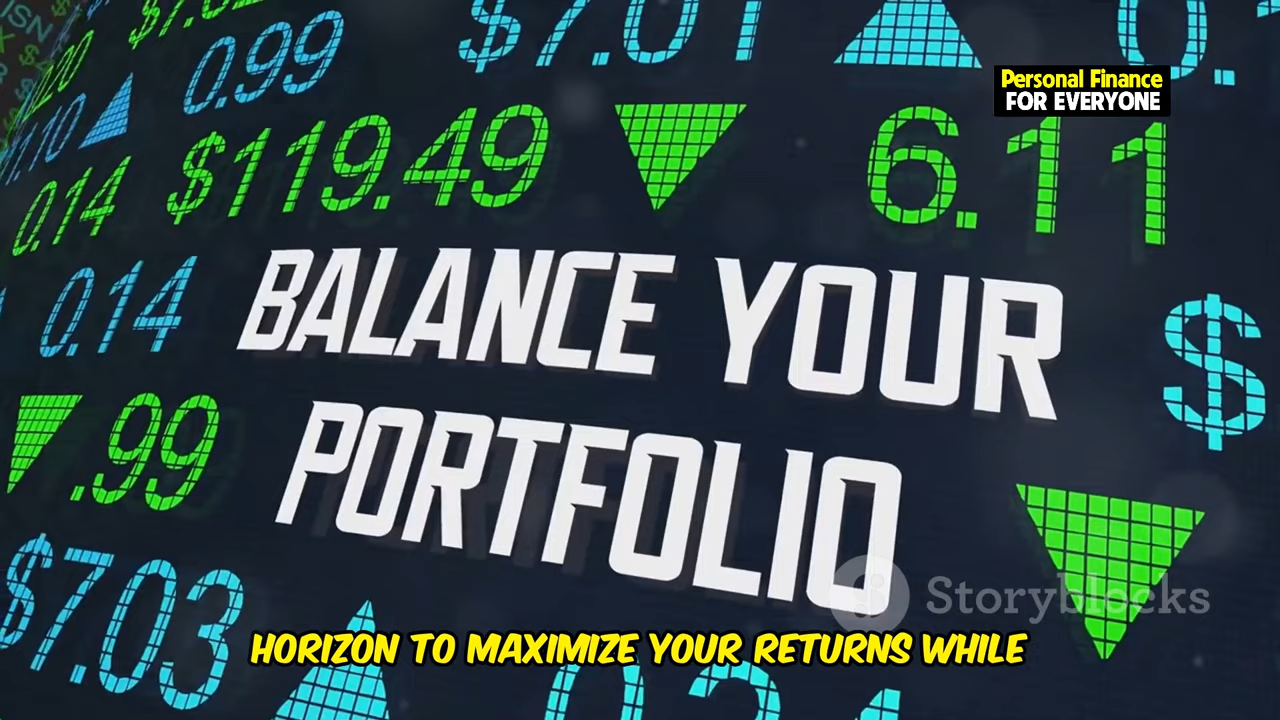 0.99
$7.01
Personal Finance
FOR EVERYONE
0.14
$119.49
6.11
BALANCE YOUR
0.14
$
PORTFOLIO
.99
Storyblocks
$7.03
HORIZON TO MAXIMIZE YOUR RETURNS WHILE